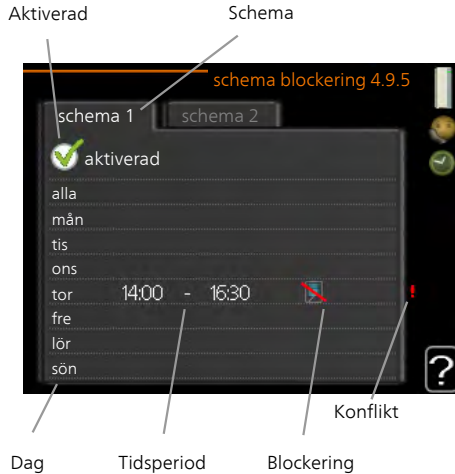 Aktiverad Schema
schema blockering 4.9.5
schema 1 schema 2
aktiverad
alla
mån
tis
ons
tor 14:00 - 16:30 !
fre
lör
sön
?
Konflikt
Dag Tidsperiod Blockering